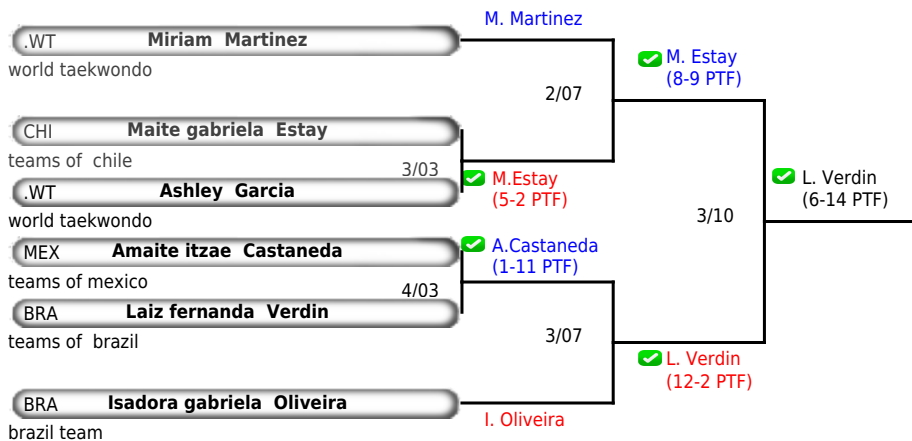 M. Martinez
.WT Miriam Martinez
world taekwondo
M. Estay
(8-9 PTF)
2/07
CHI Maite gabriela Estay
teams of chile
3/03
M.Estay
(5-2 PTF)
.WT Ashley Garcia
world taekwondo
L. Verdin
(6-14 PTF)
3/10
MEX Amaite itzae Castaneda
teams of mexico
A.Castaneda
(1-11 PTF)
4/03
BRA Laiz fernanda Verdin
teams of brazil
3/07
L. Verdin
(12-2 PTF)
BRA Isadora gabriela Oliveira
brazil team
I. Oliveira